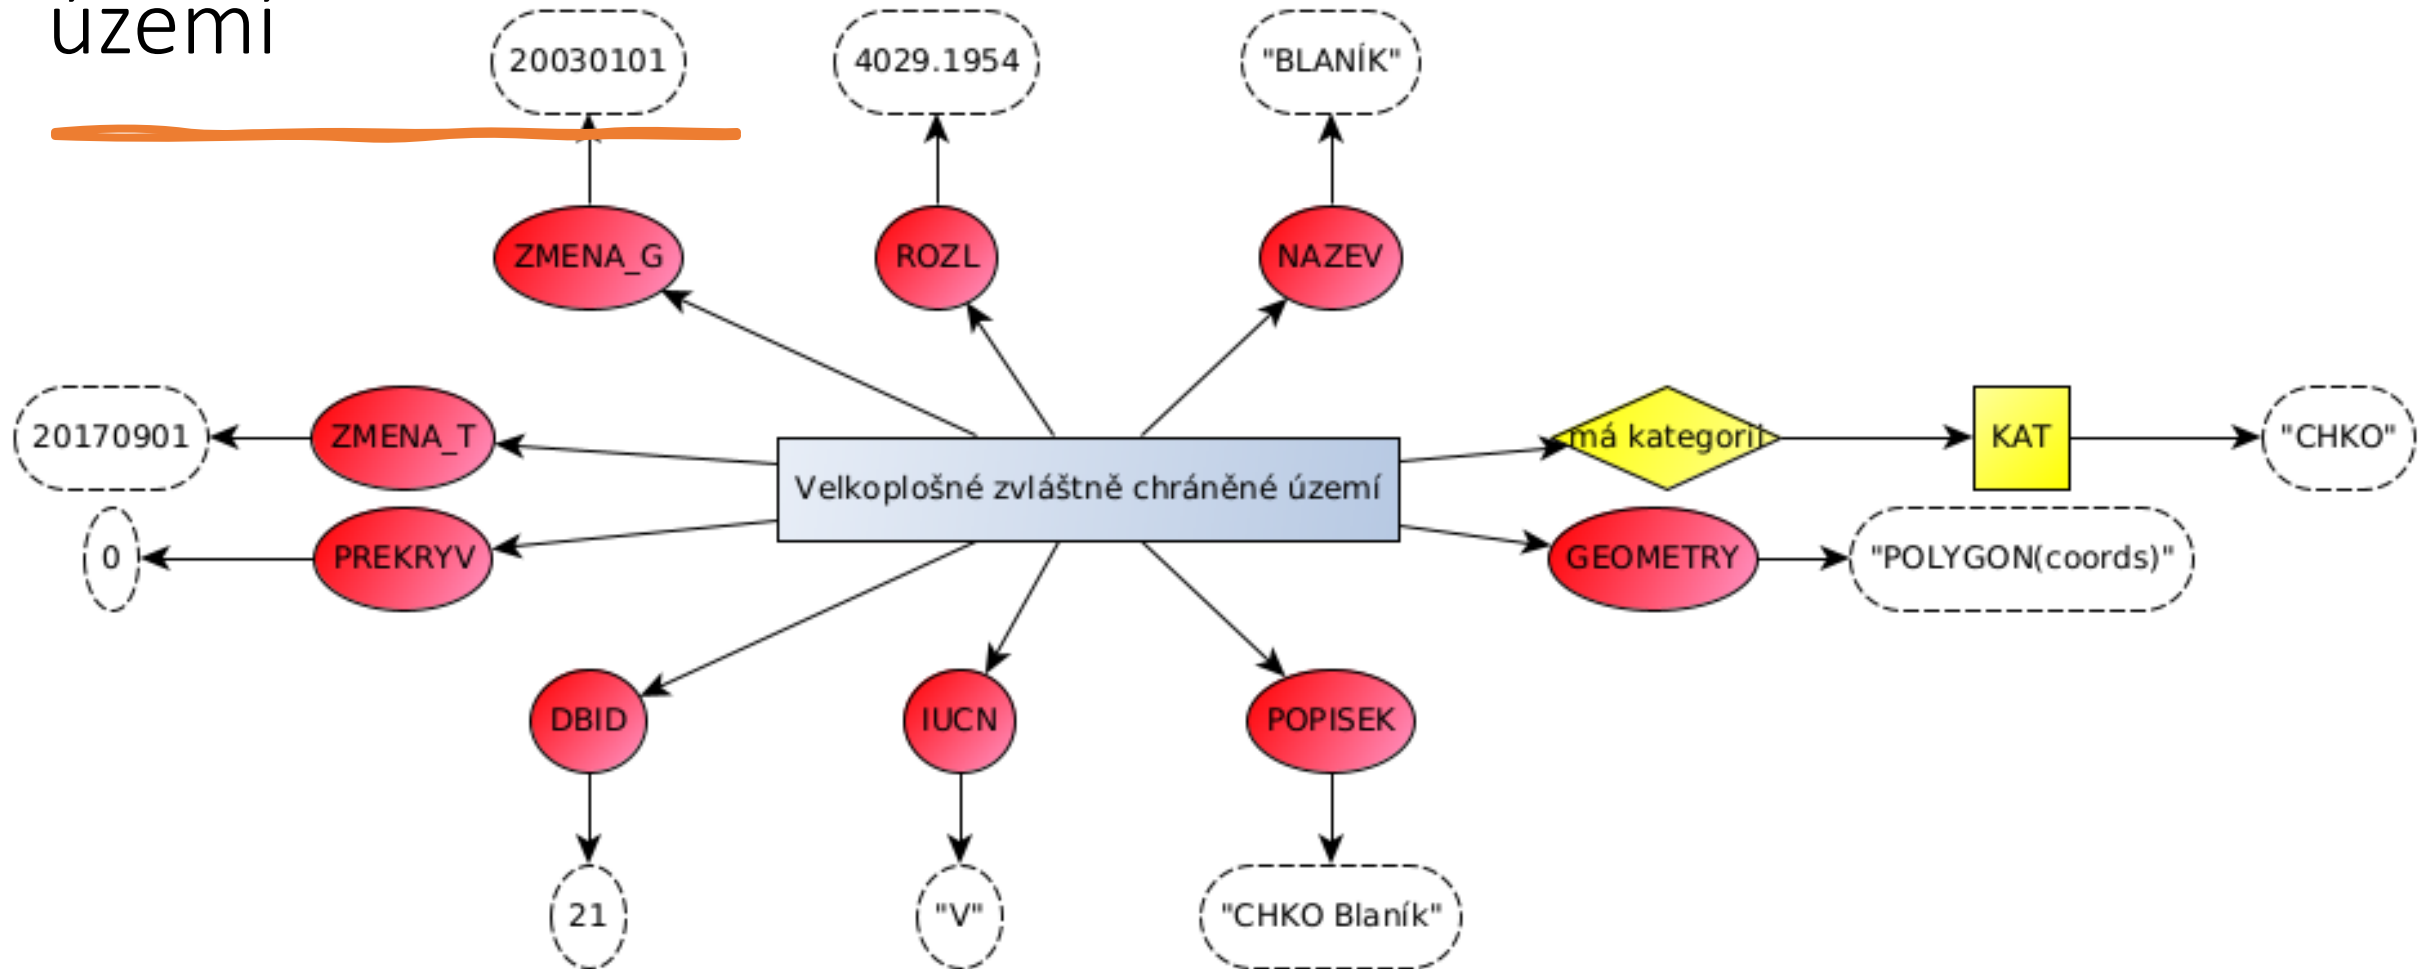 území
20030101
4029.1954
"BLANÍK"
ZMENA_G
ROZL
NAZEV
20170901
ZMENA_T
má kategorii
KAT
"CHKO"
Velkoplošné zvláštně chráněné území
0
PREKRYV
GEOMETRY
"POLYGON(coords)"
DBID
IUCN
POPISEK
21
"V"
"CHKO Blaník"